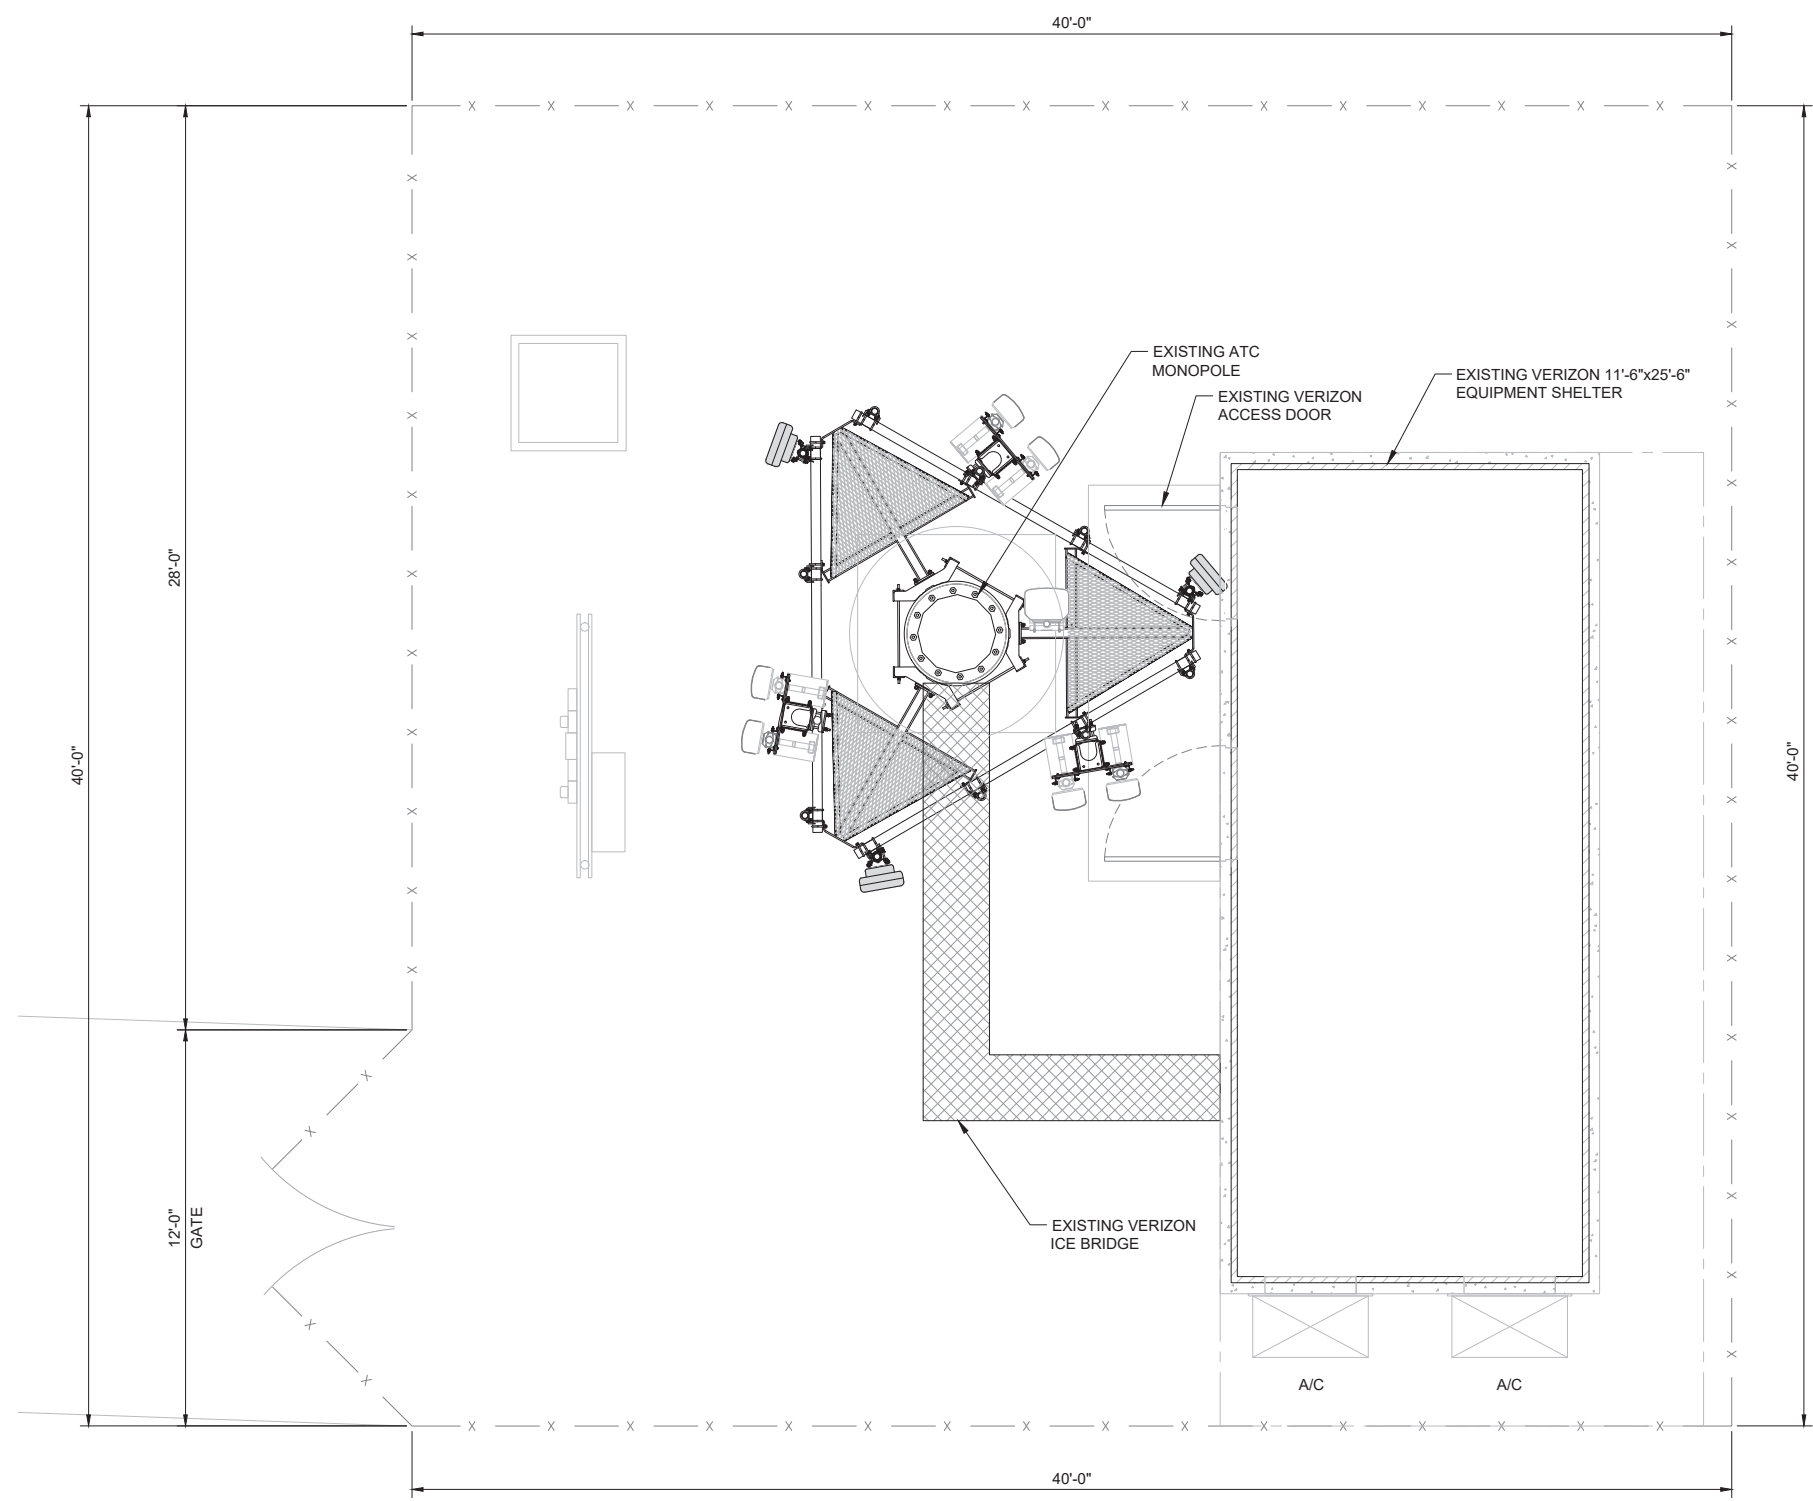 40'-0"
EXISTING ATC
MONOPOLE
EXISTING VERIZON 11'-6"x25'-6"
EQUIPMENT SHELTER
EXISTING VERIZON
ACCESS DOOR
28'-0"
40'-0"
40'-0"
12'-0"
GATE
EXISTING VERIZON
ICE BRIDGE
A/C
A/C
40'-0"